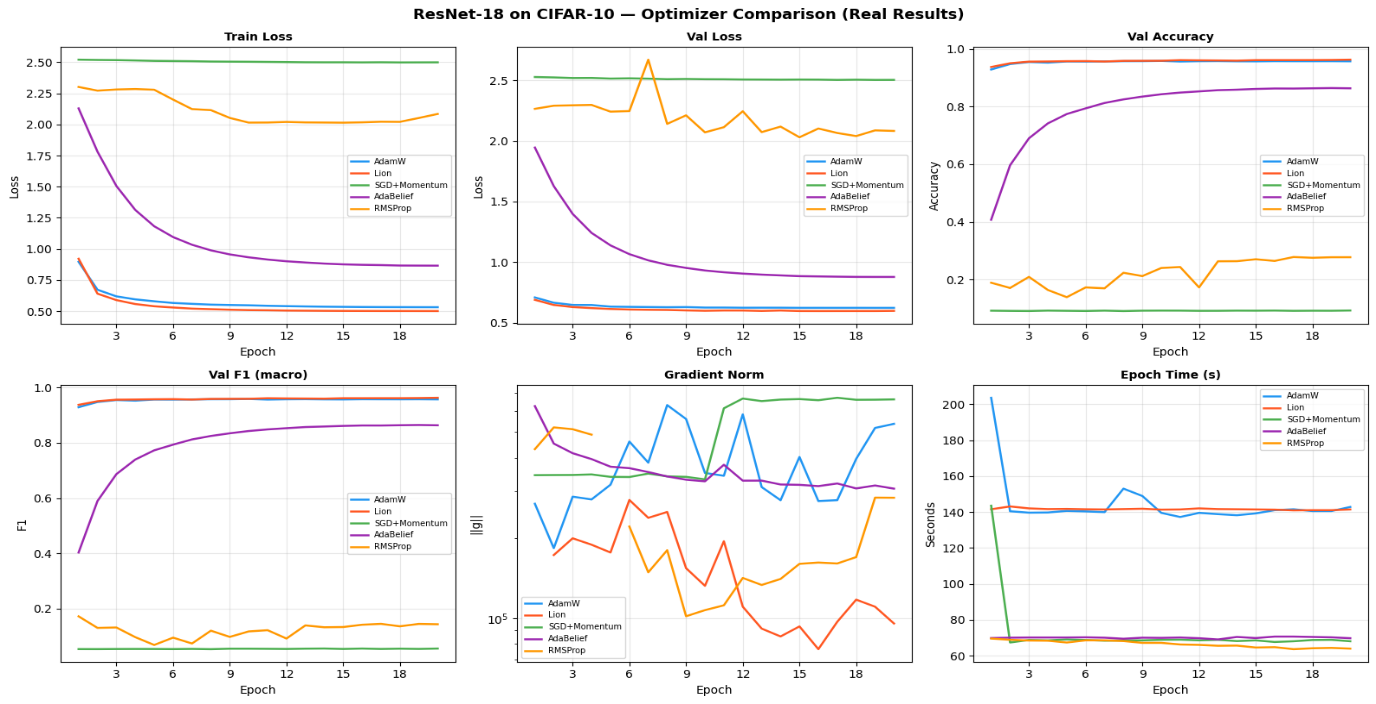 ResNet-18 on CIFAR-10 — Optimizer Comparison (Real Results)
Train Loss
2.50
2.25
2.00
1.75
1.50
1.25
1.00
0.75
0.50
Loss
3
6
9
12
15
18
Epoch
AdamW
Lion
SGD+Momentum
AdaBelief
RMSProp
Val Loss
2.5
2.0
1.5
1.0
0.5
Loss
3
6
9
12
15
18
Epoch
AdamW
Lion
SGD+Momentum
AdaBelief
RMSProp
Val Accuracy
1.0
0.8
0.6
0.4
0.2
Accuracy
3
6
9
12
15
18
Epoch
AdamW
Lion
SGD+Momentum
AdaBelief
RMSProp
Val F1 (macro)
1.0
0.8
0.6
0.4
0.2
F1
3
6
9
12
15
18
Epoch
AdamW
Lion
SGD+Momentum
AdaBelief
RMSProp
Gradient Norm
10⁵
||g||
3
6
9
12
15
18
Epoch
AdamW
Lion
SGD+Momentum
AdaBelief
RMSProp
Epoch Time (s)
200
180
160
140
120
100
80
60
Seconds
3
6
9
12
15
18
Epoch
AdamW
Lion
SGD+Momentum
AdaBelief
RMSProp